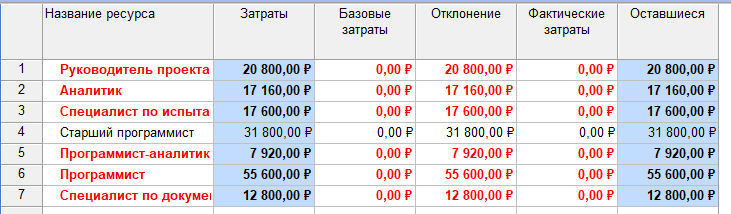 Название ресурса Затраты Базовые затраты Отклонение Фактические затраты Оставшиеся
1 Руководитель проекта 20 800,00 ₽ 0,00 ₽ 20 800,00 ₽ 0,00 ₽ 20 800,00 ₽
2 Аналитик 17 160,00 ₽ 0,00 ₽ 17 160,00 ₽ 0,00 ₽ 17 160,00 ₽
3 Специалист по испыта 17 600,00 ₽ 0,00 ₽ 17 600,00 ₽ 0,00 ₽ 17 600,00 ₽
4 Старший программист 31 800,00 ₽ 0,00 ₽ 31 800,00 ₽ 0,00 ₽ 31 800,00 ₽
5 Программист-аналитик 7 920,00 ₽ 0,00 ₽ 7 920,00 ₽ 0,00 ₽ 7 920,00 ₽
6 Программист 55 600,00 ₽ 0,00 ₽ 55 600,00 ₽ 0,00 ₽ 55 600,00 ₽
7 Специалист по докумен 12 800,00 ₽ 0,00 ₽ 12 800,00 ₽ 0,00 ₽ 12 800,00 ₽